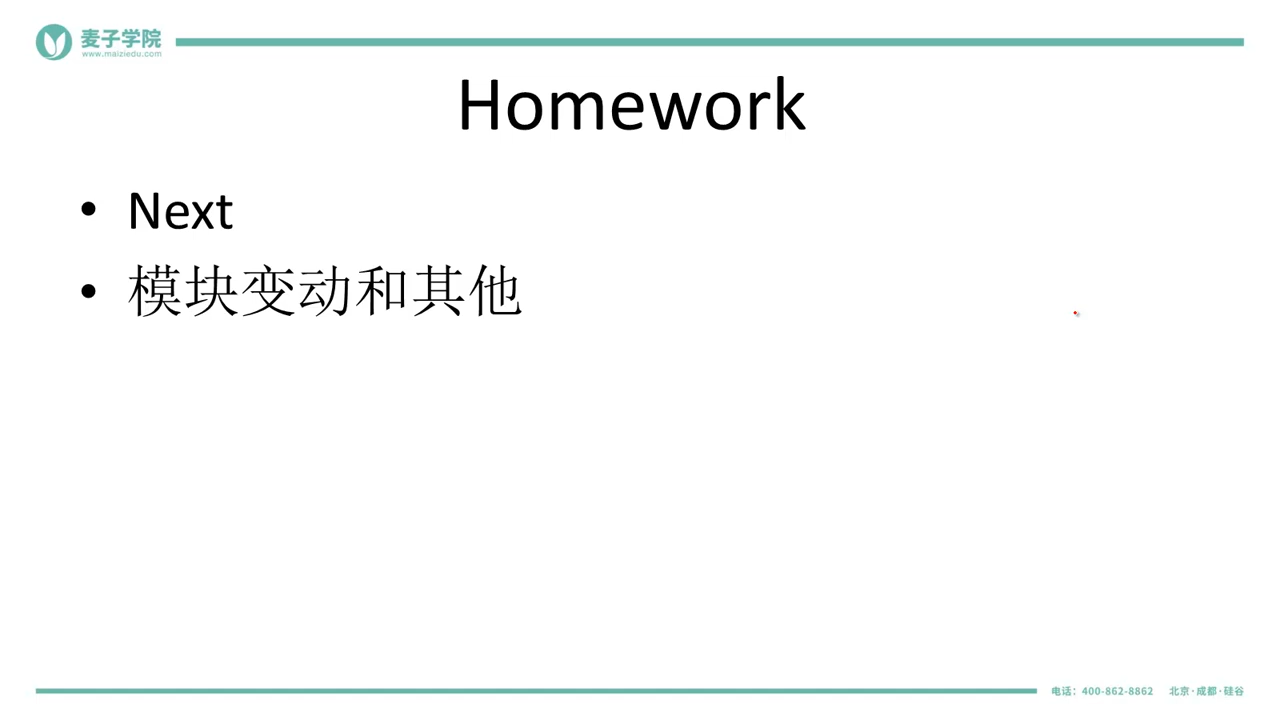 麦子学院
www.maiziedu.com
Homework
• Next
• 模块变动和其他
电话：400-862-8862 北京·成都·硅谷